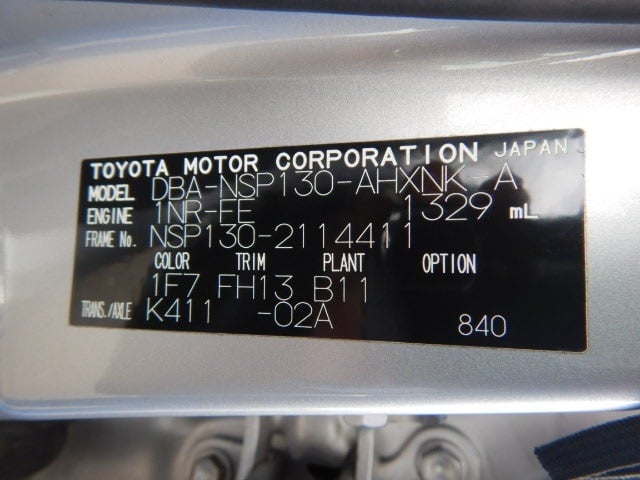 TOYOTA MOTOR CORPORATION JAPAN
MODEL DBA-NSP130-AHXNK-A
ENGINE 1NR-FE 1329 mL
FRAME No. NSP130-2114411
COLOR TRIM PLANT OPTION
1F7 FH13 B11
TRANS./AXLE K411 -02A
840